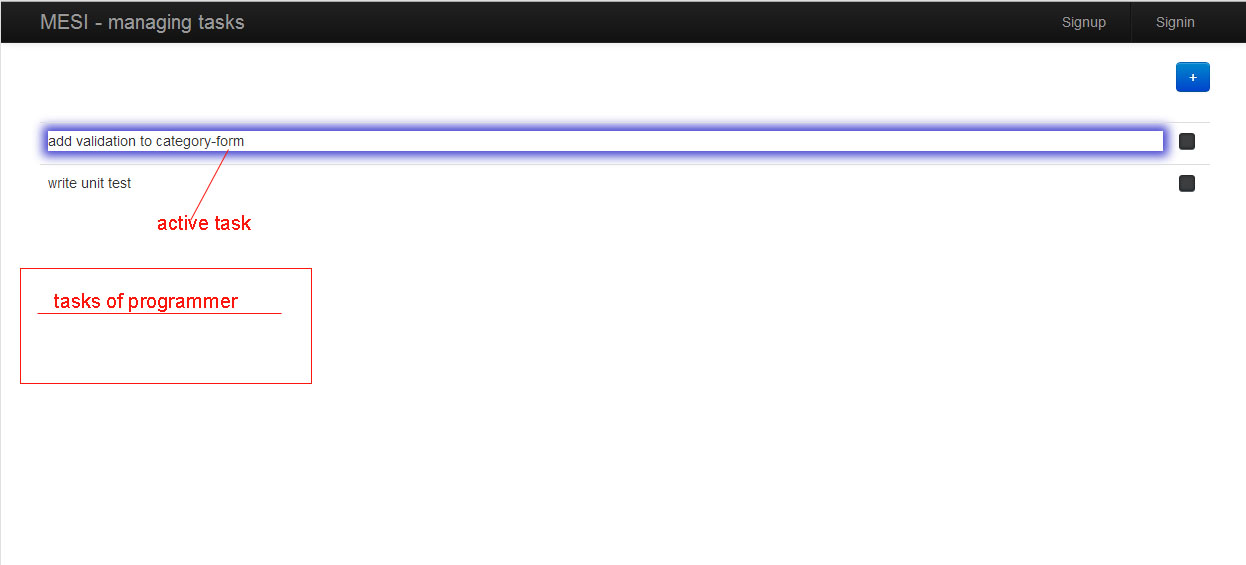 MESI - managing tasks
Signup
Signin
+
add validation to category-form
write unit test
active task
tasks of programmer